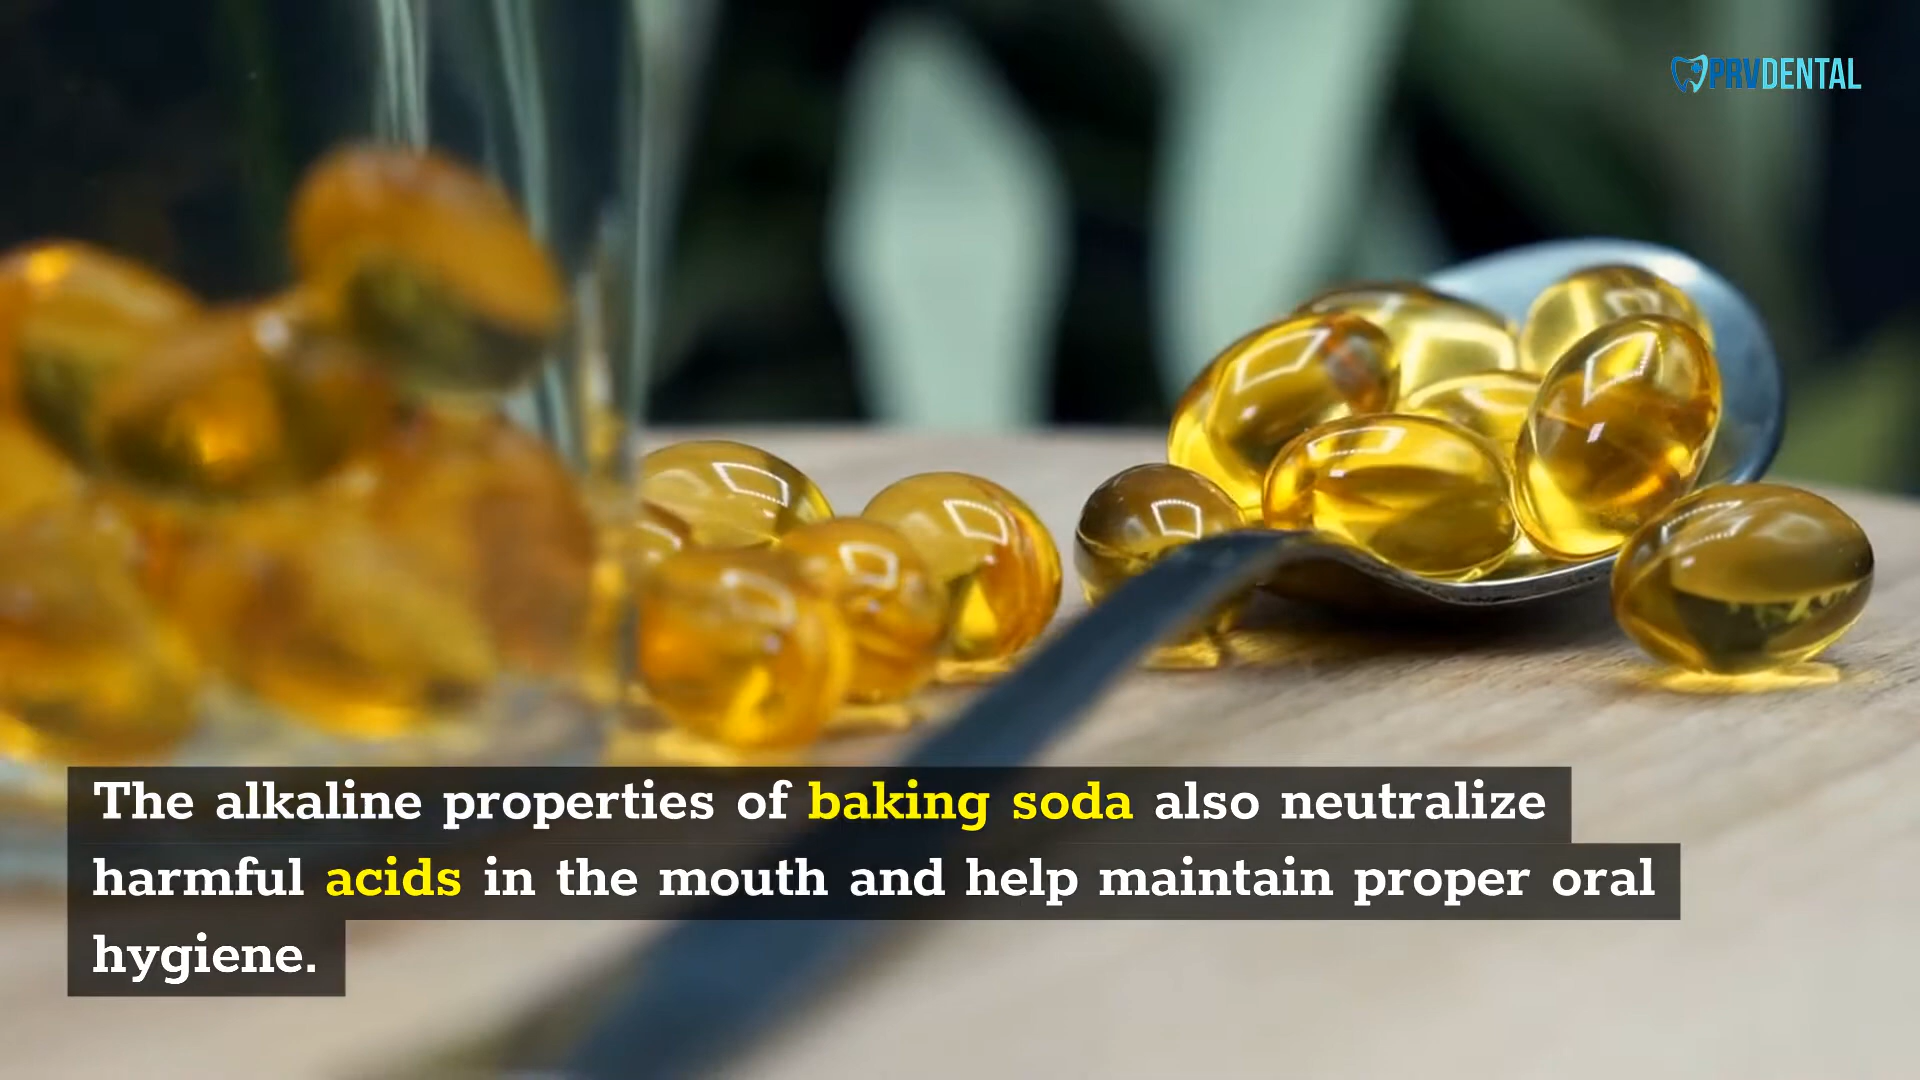 PRVDENTAL
The alkaline properties of baking soda also neutralize
harmful acids in the mouth and help maintain proper oral
hygiene.